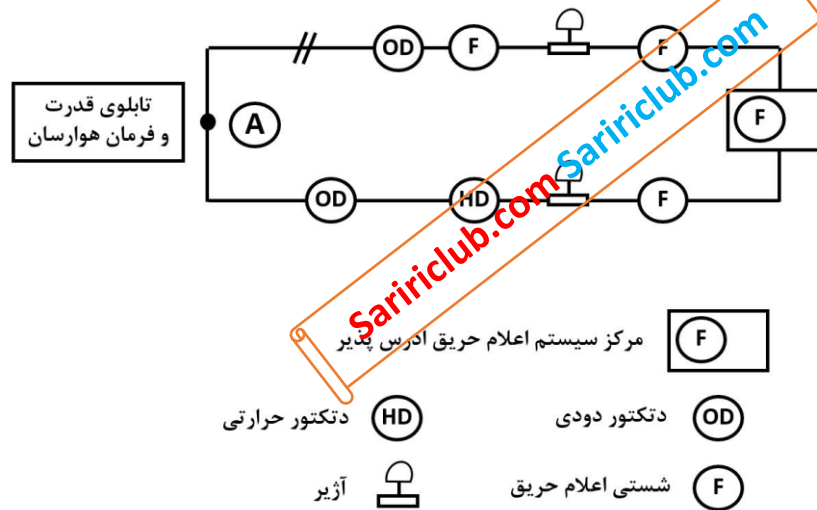 OD F F
تابلوی قدرت
و فرمان هوارسان
A
F
OD HD F
Saririclub.com Saririclub.com
مرکز سیستم اعلام حریق ادرس پذیر
F
دتکتور حرارتی HD دتکتور دودی OD
آژیر شستی اعلام حریق F